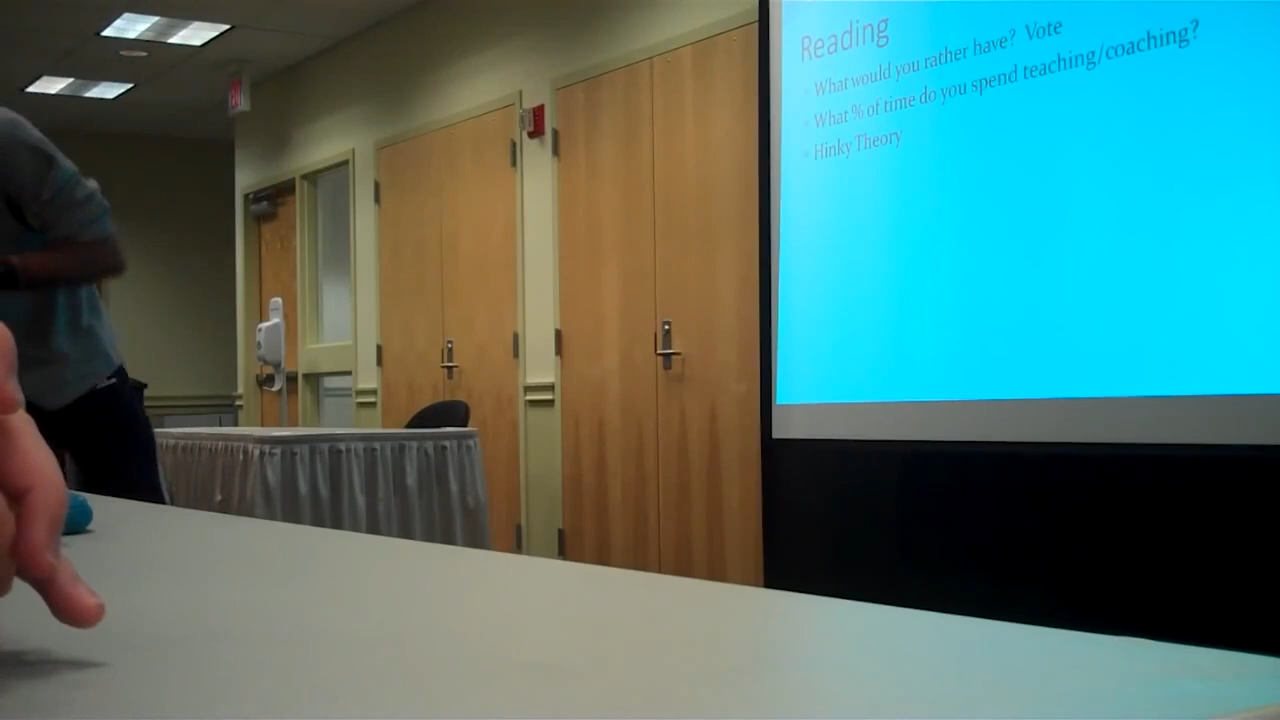 Reading
What would you rather have? Vote
What % of time do you spend teaching/coaching?
Hinky Theory